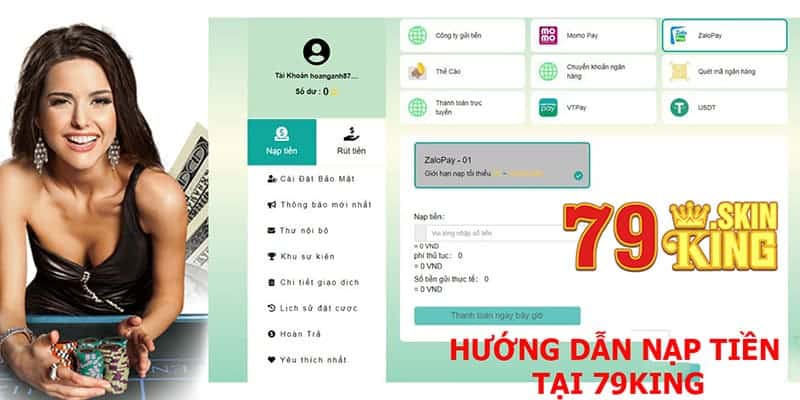 Tài Khoản hoanganh87....
Số dư : 0
Nạp tiền
Rút tiền
Cài Đặt Bảo Mật
Thông báo mới nhất
Thư nội bộ
Khu sự kiện
Chi tiết giao dịch
Lịch sử đặt cược
Hoàn Trả
Yêu thích nhất
Công ty gửi tiền
momo
Momo Pay
Zalo Pay
ZaloPay
Thẻ Cào
Chuyển khoản ngân
hàng
Quét mã ngân hàng
Thanh toán trực
tuyến
pay
VTPay
USDT
ZaloPay - 01
Giới hạn nạp tối thiểu
Nạp tiền:
Vui lòng nhập số tiền
= 0 VND
phí thủ tục: 0
= 0 VND
Số tiền gửi thực tế: 0
= 0 VND
Thanh toán ngay bây giờ
79KING.SKIN
HƯỚNG DẪN NẠP TIỀN
TẠI 79KING